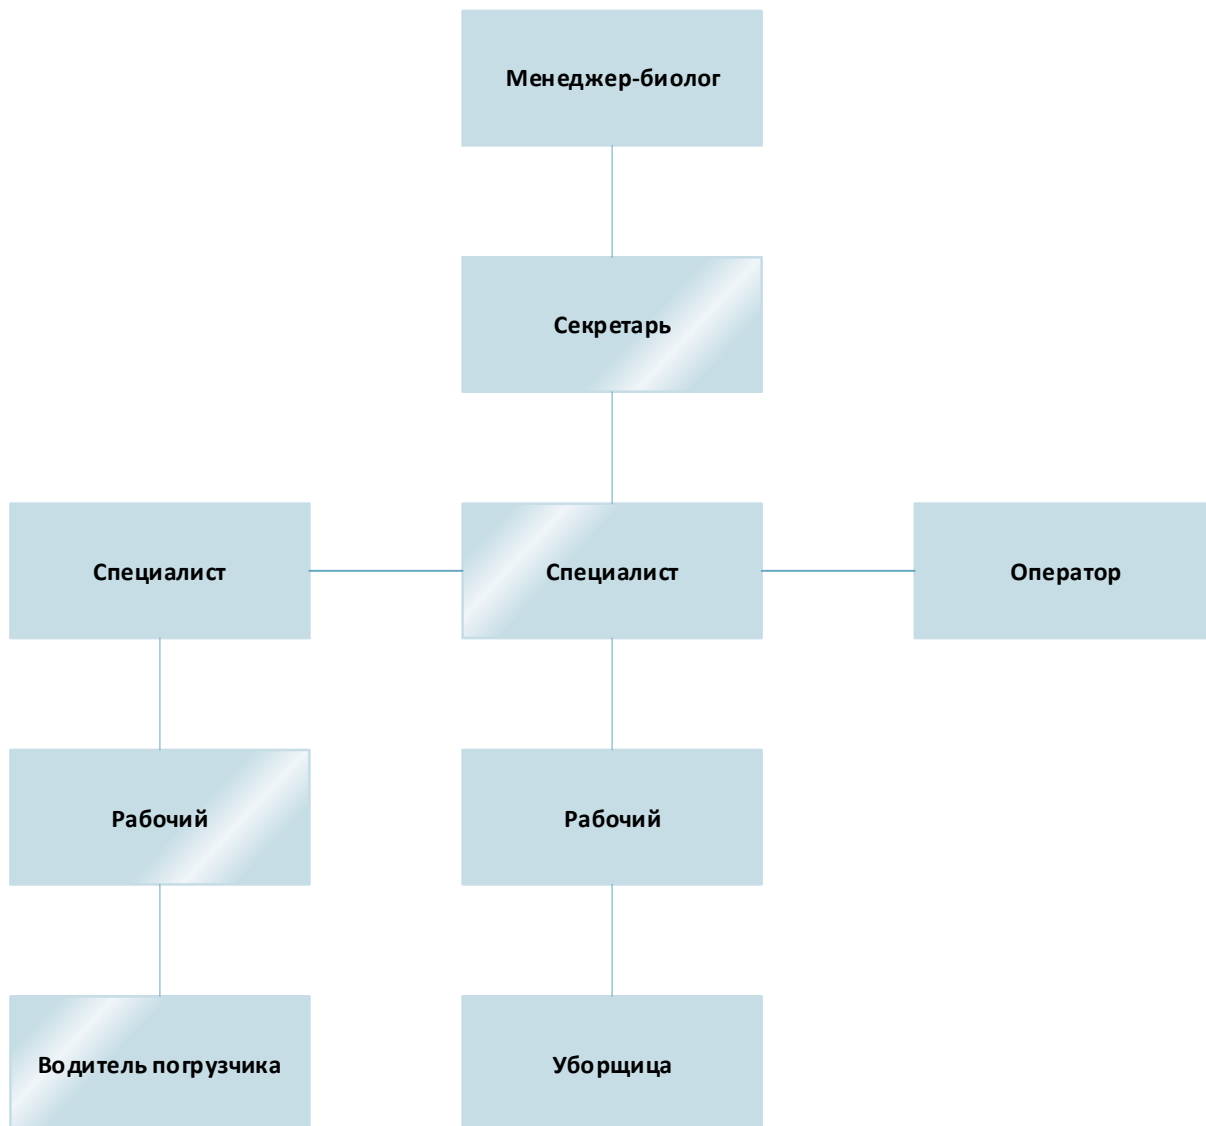 Менеджер-биолог
Секретарь
Специалист
Специалист
Оператор
Рабочий
Рабочий
Водитель погрузчика
Уборщица